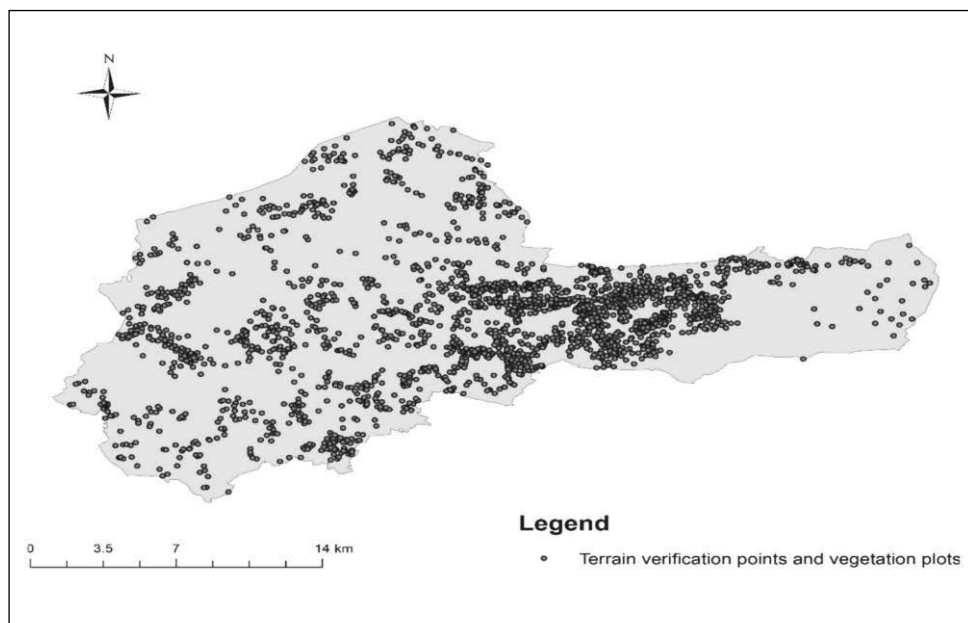 N
Legend
0 3.5 7 14 km
Terrain verification points and vegetation plots